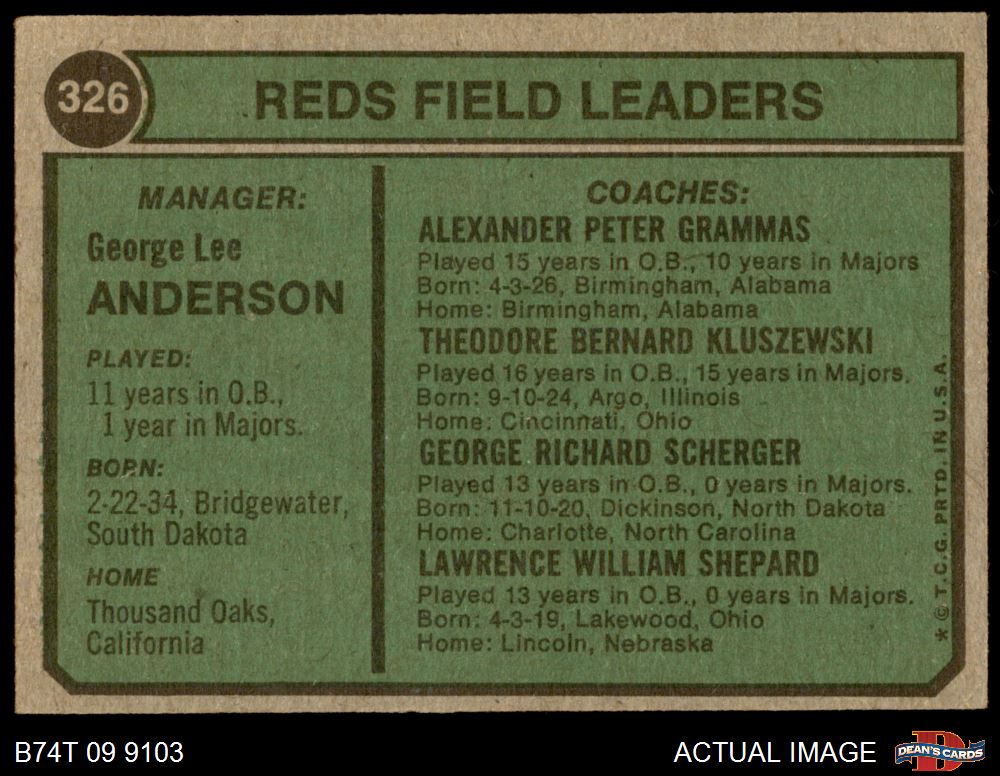 326
REDS FIELD LEADERS
MANAGER:
George Lee
ANDERSON
PLAYED:
11 years in O.B.,
1 year in Majors.
BORN:
2-22-34, Bridgewater,
South Dakota
HOME
Thousand Oaks,
California
COACHES:
ALEXANDER PETER GRAMMAS
Played 15 years in O.B., 10 years in Majors
Born: 4-3-26, Birmingham, Alabama
Home: Birmingham, Alabama
THEODORE BERNARD KLUSZEWSKI
Played 16 years in O.B., 15 years in Majors.
Born: 9-10-24, Argo, Illinois
Home: Cincinnati, Ohio
GEORGE RICHARD SCHERGER
Played 13 years in O.B., 0 years in Majors.
Born: 11-10-20, Dickinson, North Dakota
Home: Charlotte, North Carolina
LAWRENCE WILLIAM SHEPARD
Played 13 years in O.B., 0 years in Majors.
Born: 4-3-19, Lakewood, Ohio
Home: Lincoln, Nebraska
* © T.C.G. PRTD. IN U.S.A.
B74T 09 9103
ACTUAL IMAGE
D
DEAN'S CARDS